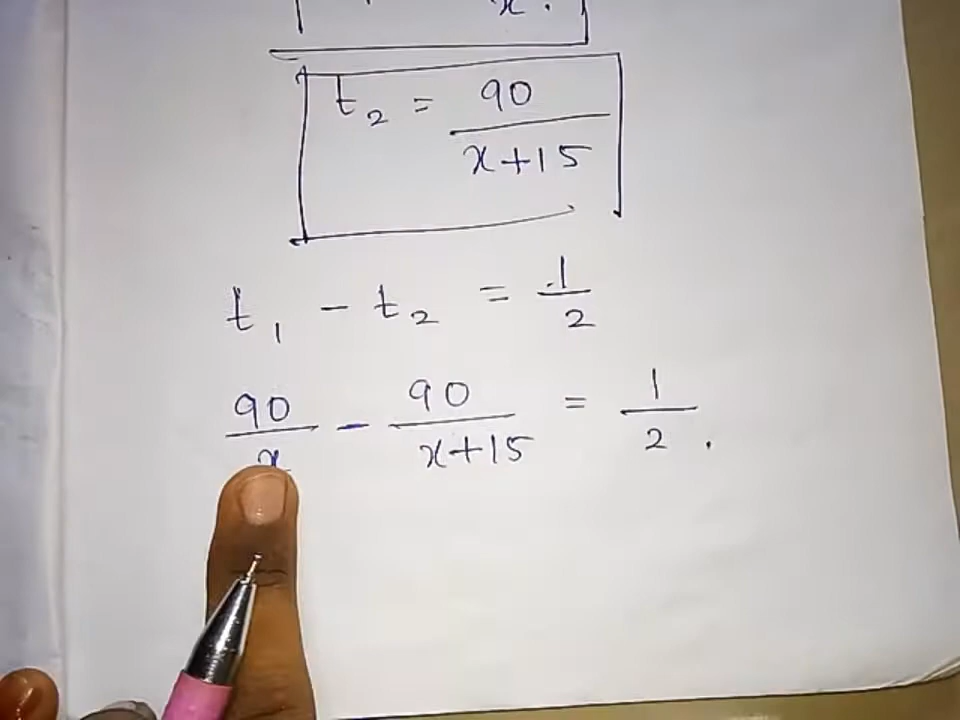 x.
t₂ = 90/(x+15)
t₁ - t₂ = 1/2
90/x - 90/(x+15) = 1/2 .